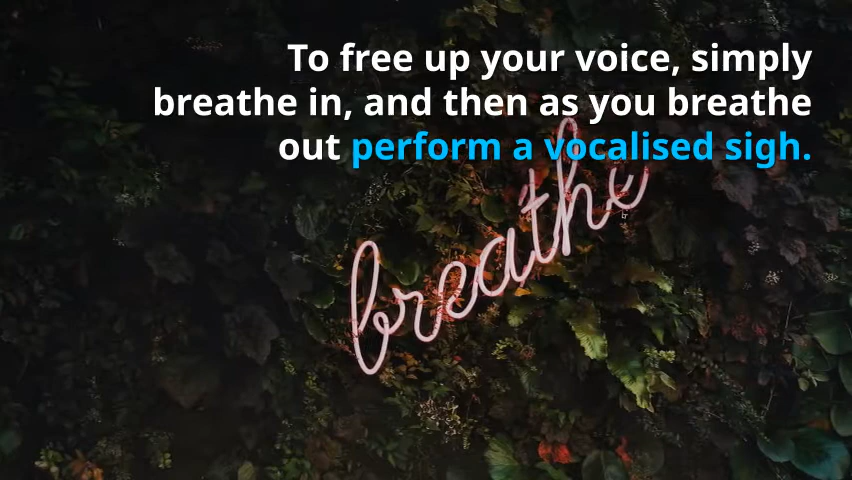 To free up your voice, simply
breathe in, and then as you breathe
out perform a vocalised sigh.
breathe